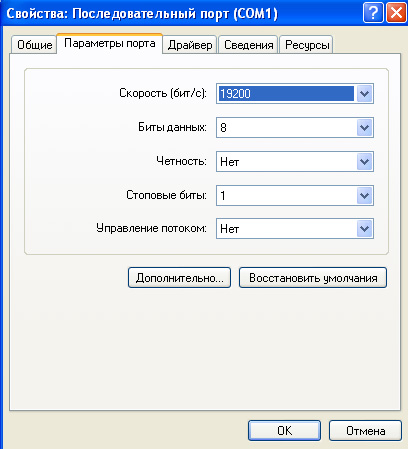 Свойства: Последовательный порт (COM1)
Общие Параметры порта Драйвер Сведения Ресурсы
Скорость (бит/с): 19200
Биты данных: 8
Четность: Нет
Стоповые биты: 1
Управление потоком: Нет
Дополнительно... Восстановить умолчания
OK Отмена